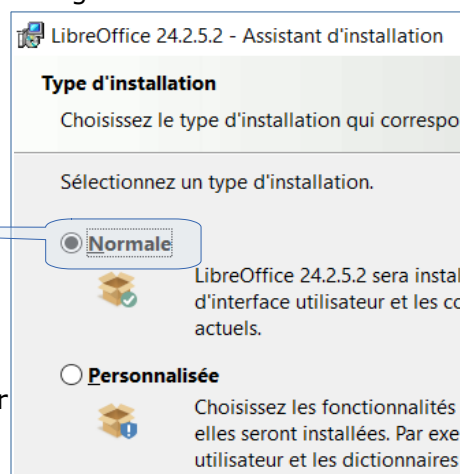 LibreOffice 24.2.5.2 - Assistant d'installation
Type d'installation
Choisissez le type d'installation qui correspo
Sélectionnez un type d'installation.
Normale
LibreOffice 24.2.5.2 sera instal
d'interface utilisateur et les co
actuels.
Personnalisée
r
Choisissez les fonctionnalités
elles seront installées. Par exe
utilisateur et les dictionnaires